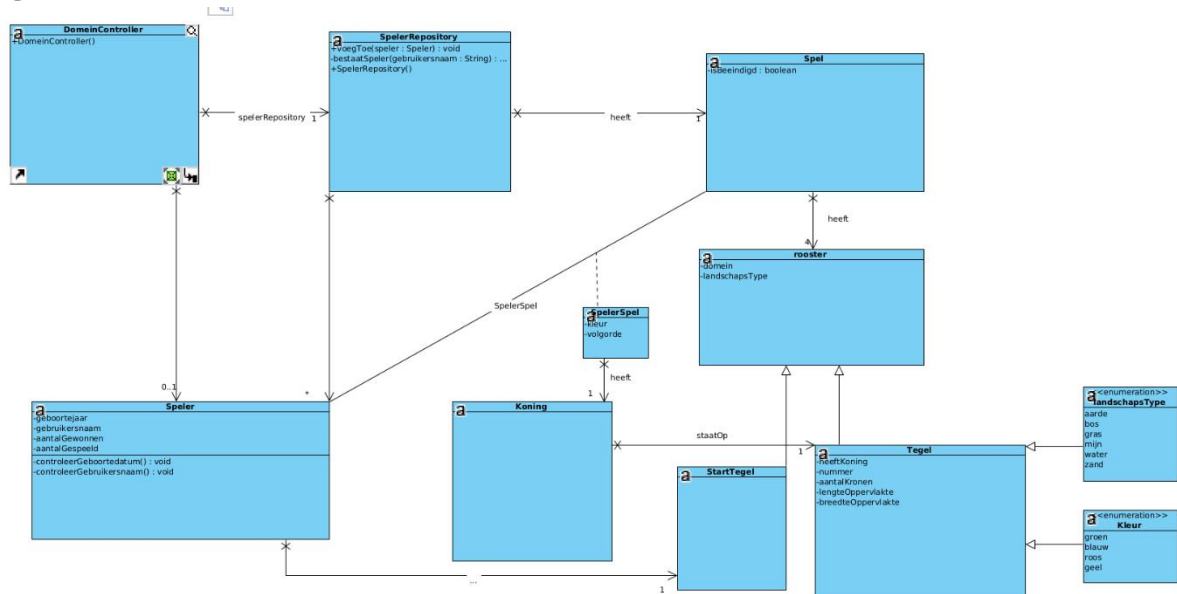 DomeinController
+DomeinController()
SpelerRepository
+voegToe(speler : Speler) : void
-bestaatSpeler(gebruikersnaam : String) : ...
+SpelerRepository()
Spel
-isBeeindigd : boolean
spelerRepository
1
heeft
1
heeft
4
rooster
-domein
-landschapsType
SpelerSpel
SpelerSpel
-kleur
-volgorde
heeft
1
0..1
*
Speler
-geboortejaar
-gebruikersnaam
-aantalGewonnen
-aantalGespeeld
-controleerGeboortedatum() : void
-controleerGebruikersnaam() : void
Koning
staatOp
1
StartTegel
Tegel
-heeftKoning
-nummer
-aantalKronen
-lengteOppervlakte
-breedteOppervlakte
<<enumeration>>
landschapsType
aarde
bos
gras
mijn
water
zand
<<enumeration>>
Kleur
groen
blauw
roos
geel
...
1